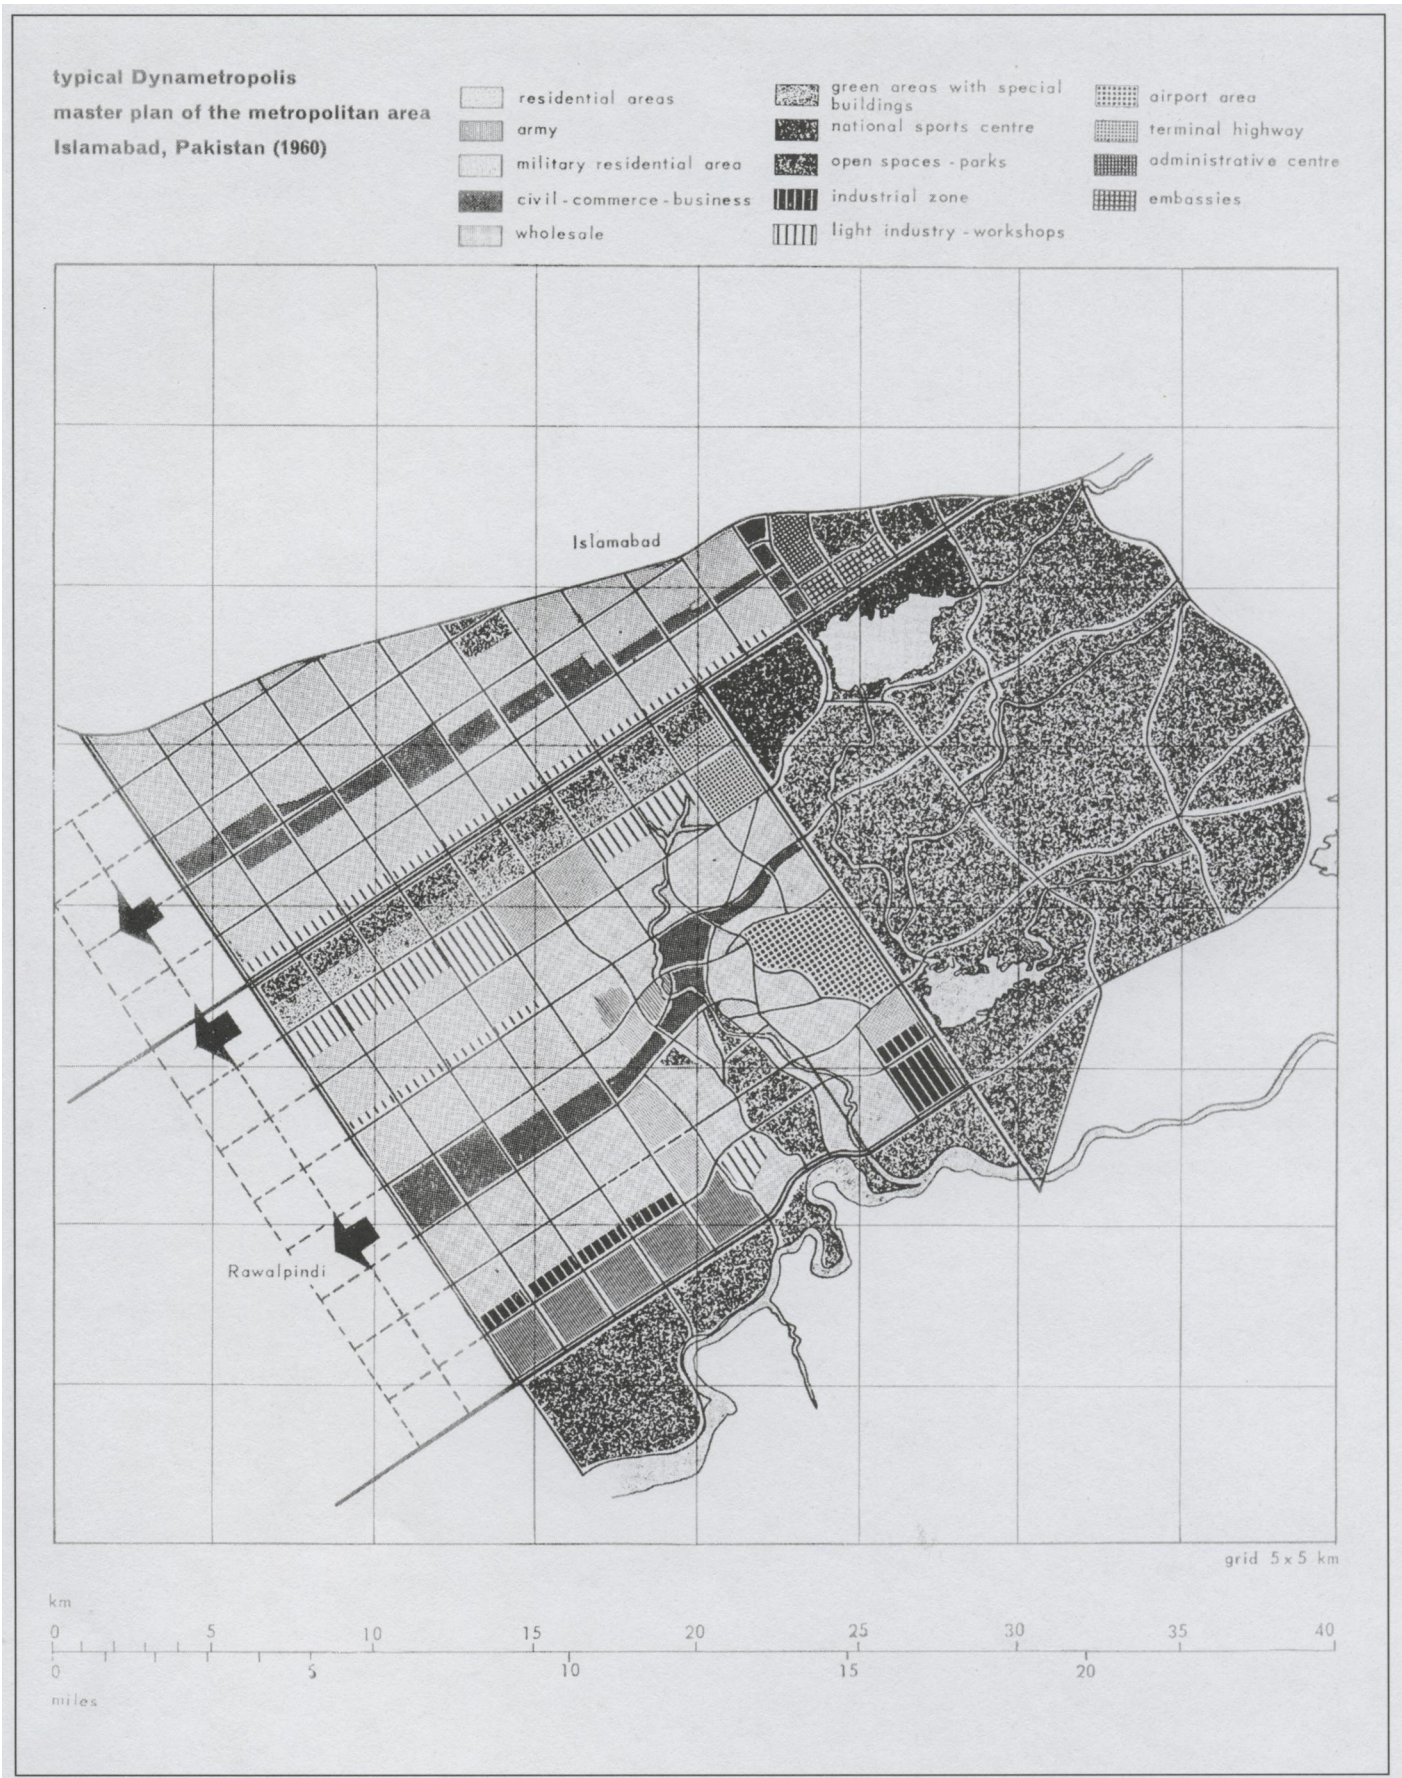 typical Dynametropolis
master plan of the metropolitan area
Islamabad, Pakistan (1960)
residential areas
army
military residential area
civil-commerce-business
wholesale
green areas with special
buildings
national sports centre
open spaces - parks
industrial zone
light industry-workshops
airport area
terminal highway
administrative centre
embassies
Islamabad
Rawalpindi
grid 5x5 km
km
0 5 10 15 20 25 30 35 40
0 5 10 15 20
miles